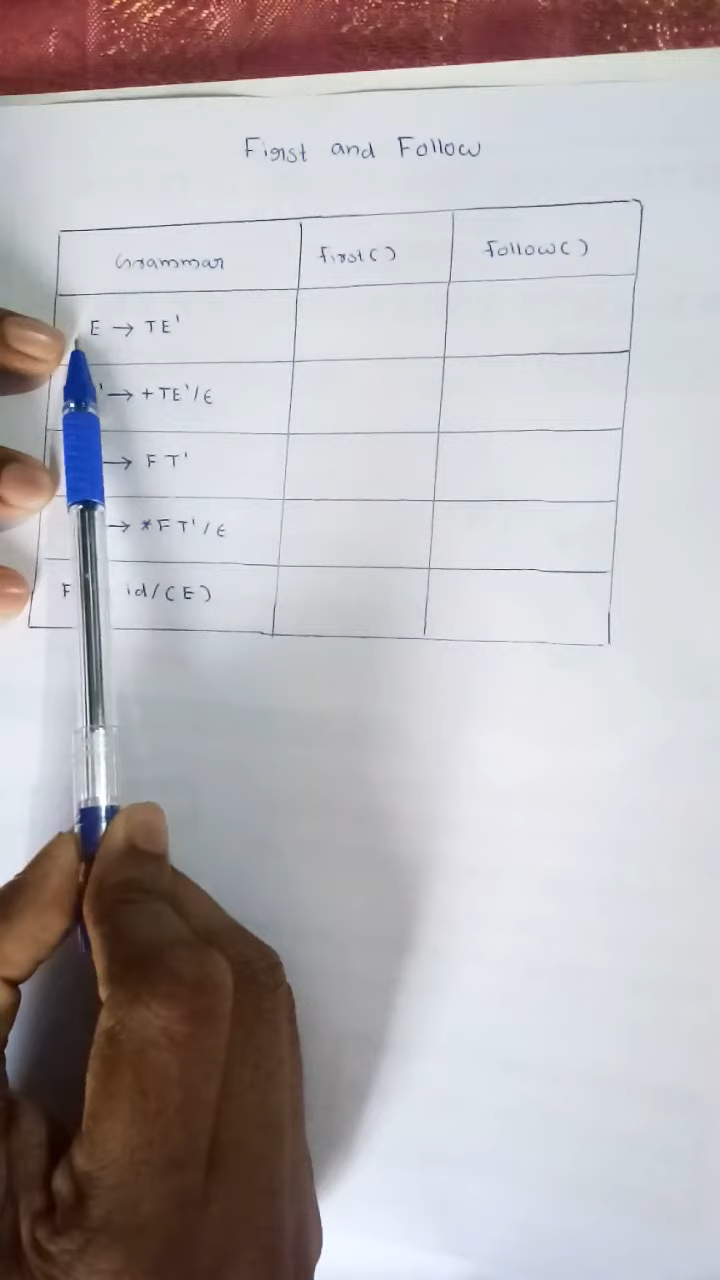 First and Follow
Grammar first() follow()
E → TE'
' → +TE'/ε
→ FT'
→ *FT'/ε
F id/(E)